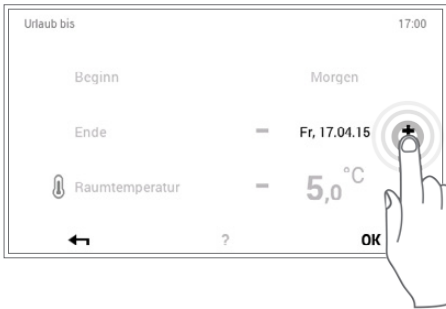 Urlaub bis 17:00
Beginn Morgen
Ende − Fr, 17.04.15 +
Raumtemperatur − 5,0 °C
? OK